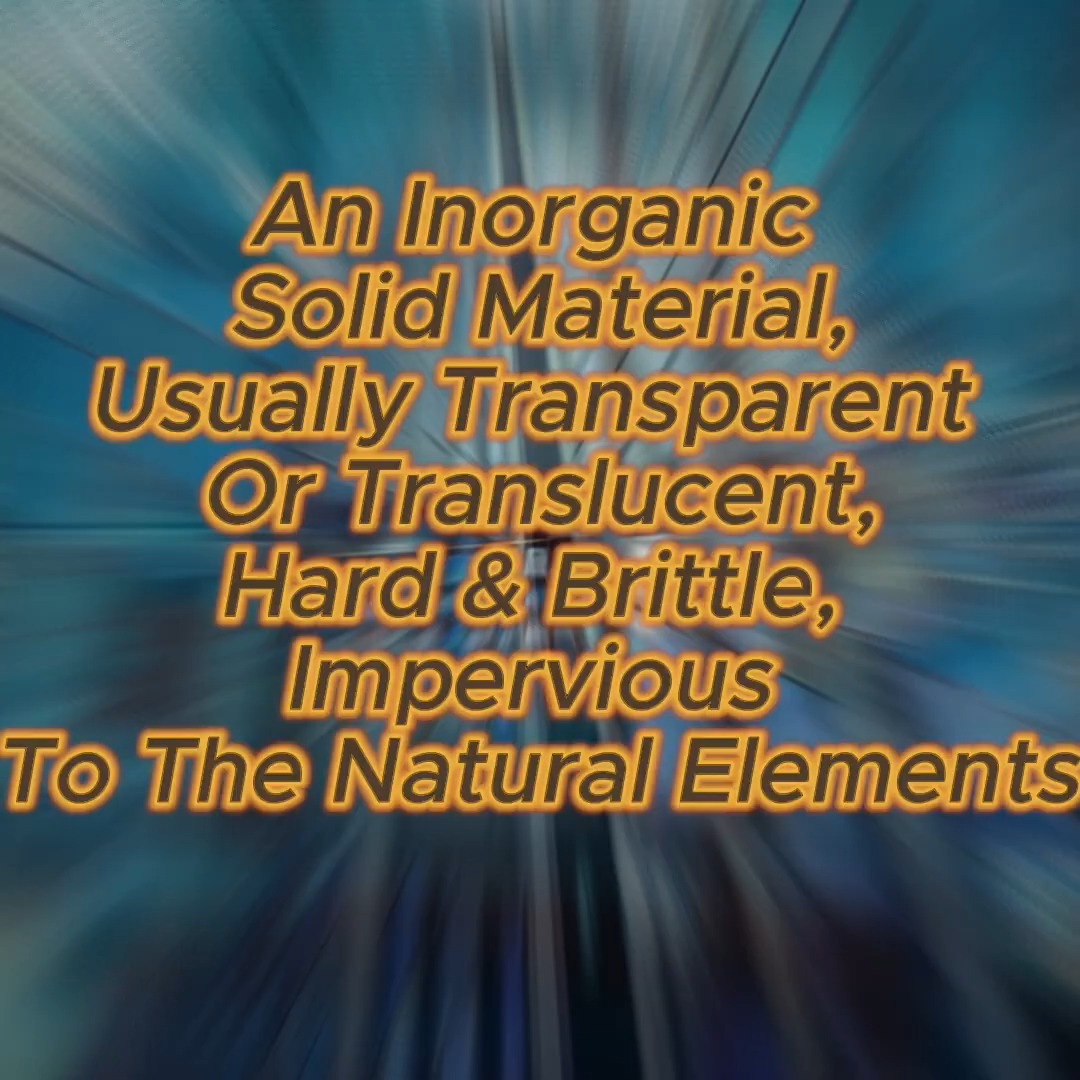 An Inorganic
Solid Material,
Usually Transparent
Or Translucent,
Hard & Brittle,
Impervious
To The Natural Elements